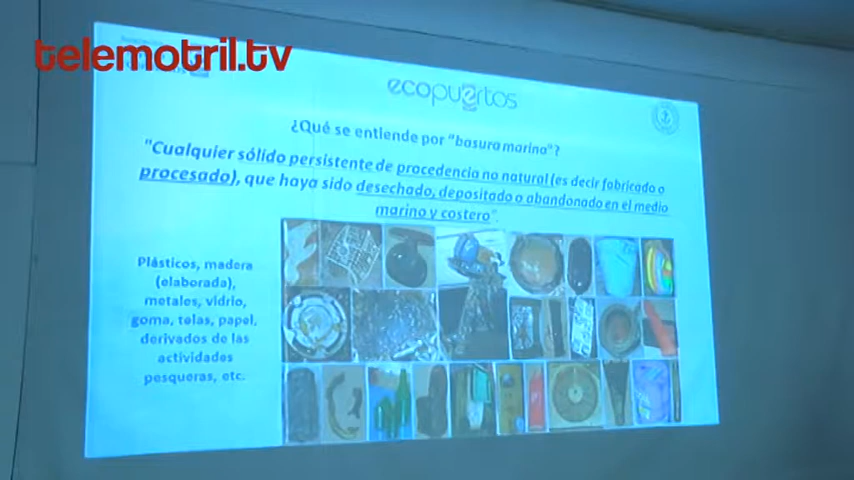 telemotril.tv
ecopuertos
¿Qué se entiende por "basura marina"?
"Cualquier sólido persistente de procedencia no natural (es decir fabricado o
procesado), que haya sido desechado, depositado o abandonado en el medio
marino y costero".
Plásticos, madera
(elaborada),
metales, vidrio,
goma, telas, papel,
derivados de las
actividades
pesqueras, etc.